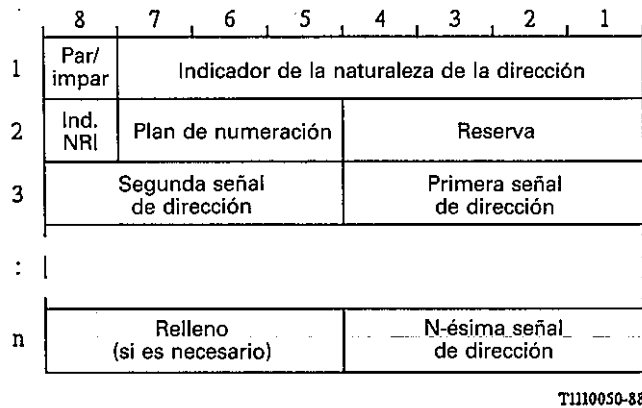 8 7 6 5 4 3 2 1
1 Par/ impar Indicador de la naturaleza de la dirección
2 Ind. NRI Plan de numeración Reserva
3 Segunda señal de dirección Primera señal de dirección
:
n Relleno (si es necesario) N-ésima señal de dirección
T1110050-88